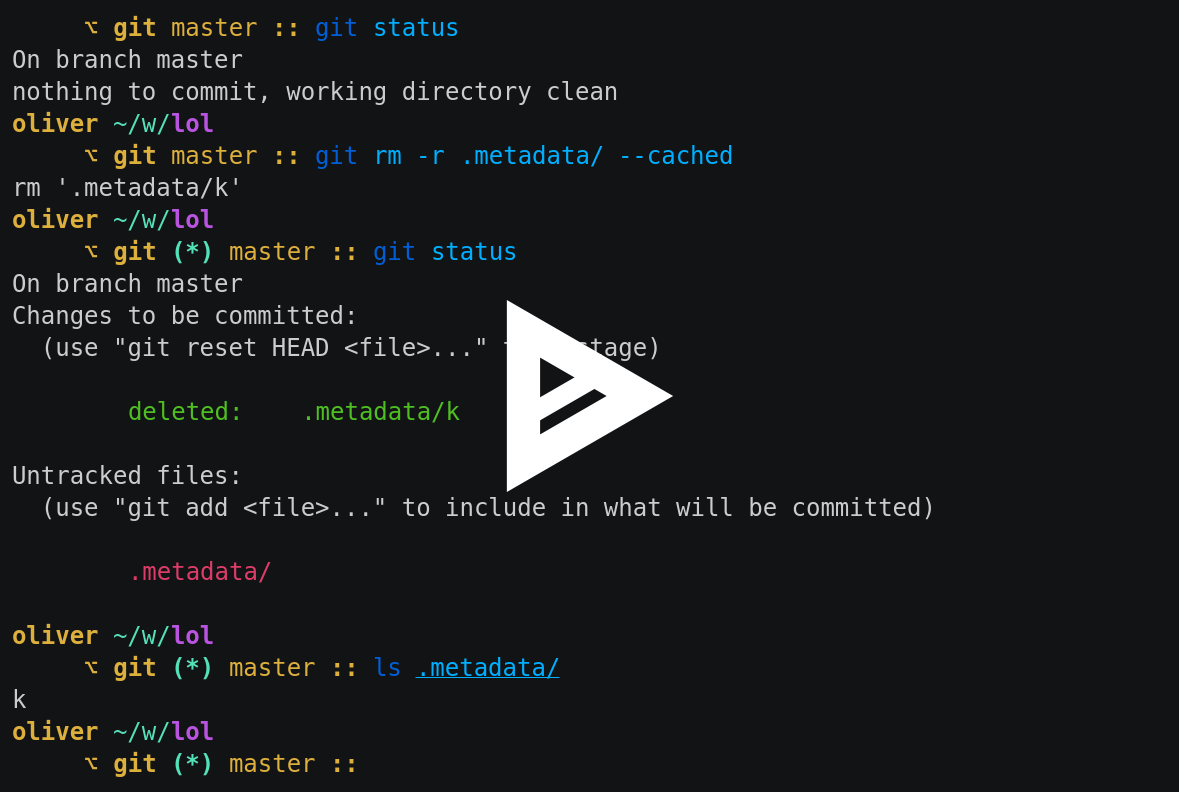 ⌥ git master :: git status
On branch master
nothing to commit, working directory clean
oliver ~/w/lol
⌥ git master :: git rm -r .metadata/ --cached
rm '.metadata/k'
oliver ~/w/lol
⌥ git (*) master :: git status
On branch master
Changes to be committed:
(use "git reset HEAD <file>..." stage)

deleted:    .metadata/k

Untracked files:
(use "git add <file>..." to include in what will be committed)

.metadata/

oliver ~/w/lol
⌥ git (*) master :: ls .metadata/
k
oliver ~/w/lol
⌥ git (*) master ::